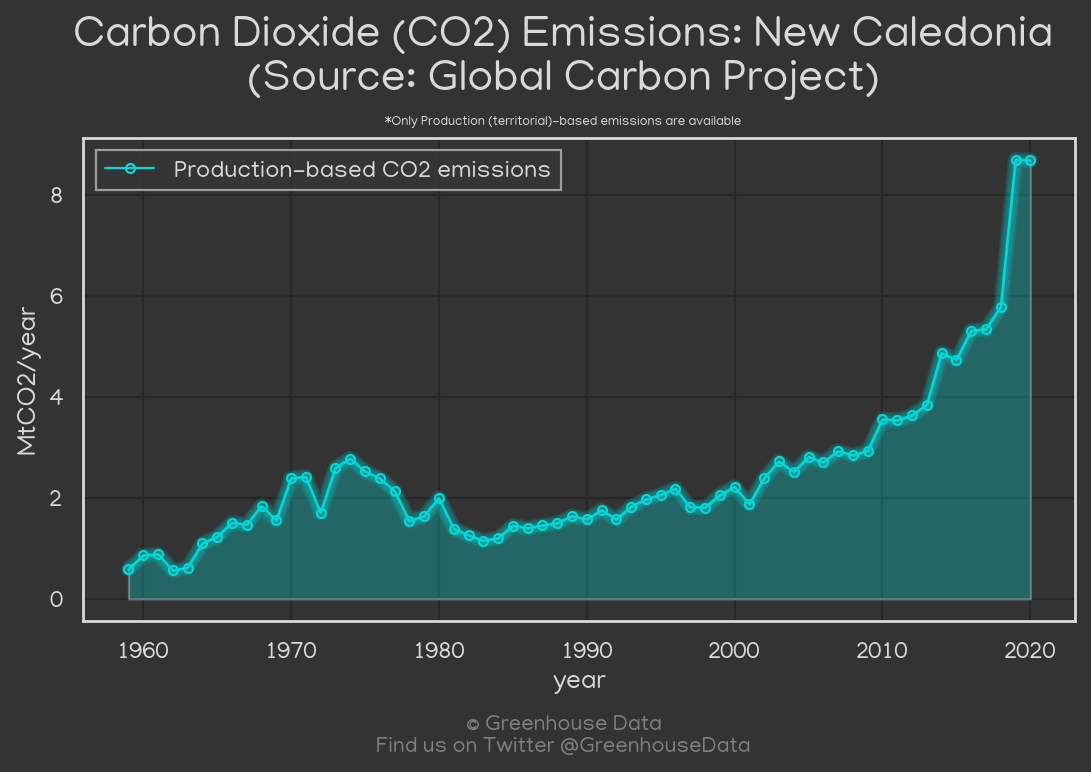 Carbon Dioxide (CO2) Emissions: New Caledonia
(Source: Global Carbon Project)
*Only Production (territorial)-based emissions are available
Production-based CO2 emissions
8
6
4
2
0
MtCO2/year
1960 1970 1980 1990 2000 2010 2020
year
© Greenhouse Data
Find us on Twitter @GreenhouseData